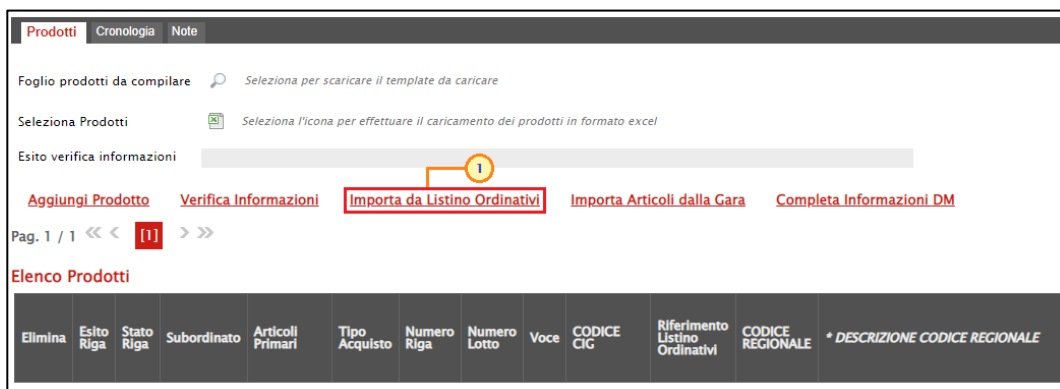 Prodotti Cronologia Note
Foglio prodotti da compilare Seleziona per scaricare il template da caricare
Seleziona Prodotti Seleziona l'icona per effettuare il caricamento dei prodotti in formato excel
Esito verifica informazioni
1
Aggiungi Prodotto Verifica Informazioni Importa da Listino Ordinativi Importa Articoli dalla Gara Completa Informazioni DM
Pag. 1 / 1 << < [1] > >>
Elenco Prodotti
Elimina Esito Riga Stato Riga Subordinato Articoli Primari Tipo Acquisto Numero Riga Numero Lotto Voce CODICE CIG Riferimento Listino Ordinativi CODICE REGIONALE * DESCRIZIONE CODICE REGIONALE